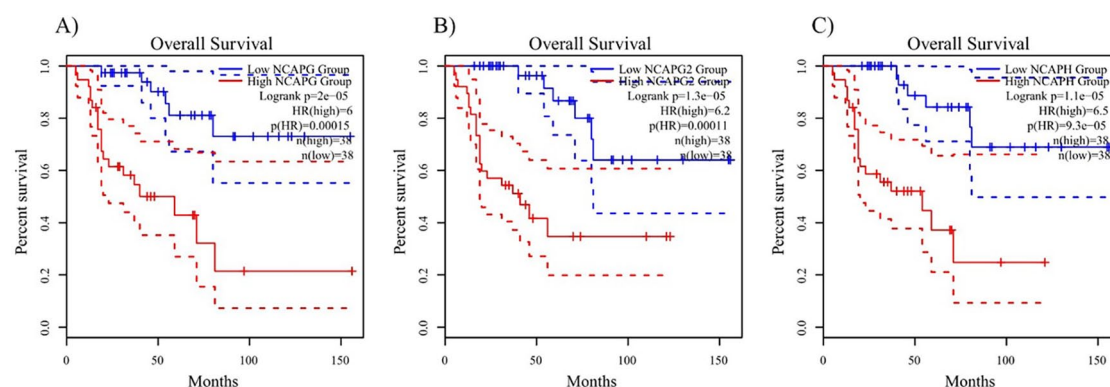 A)
Overall Survival
Low NCAPG Group
High NCAPG Group
Logrank p=2e−05
HR(high)=6
p(HR)=0.00015
n(high)=38
n(low)=38
Percent survival
0.0
0.2
0.4
0.6
0.8
1.0
0
50
100
150
Months
B)
Overall Survival
Low NCAPG2 Group
High NCAPG2 Group
Logrank p=1.3e−05
HR(high)=6.2
p(HR)=0.00011
n(high)=38
n(low)=38
Percent survival
0.0
0.2
0.4
0.6
0.8
1.0
0
50
100
150
Months
C)
Overall Survival
Low NCAPH Group
High NCAPH Group
Logrank p=1.1e−05
HR(high)=6.5
p(HR)=9.3e−05
n(high)=38
n(low)=38
Percent survival
0.0
0.2
0.4
0.6
0.8
1.0
0
50
100
150
Months